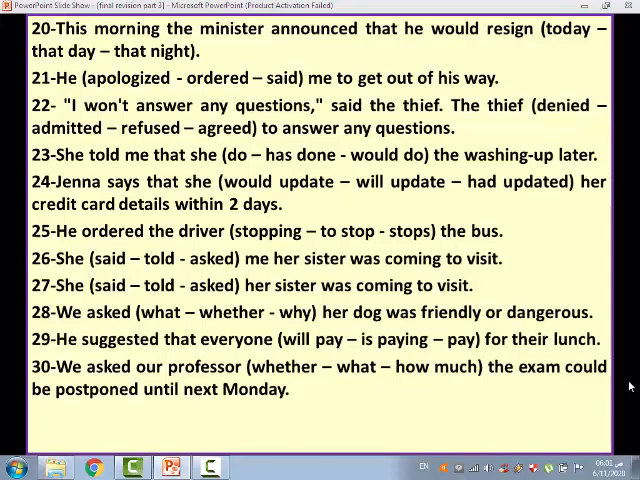 PowerPoint Slide Show - [final revision part 3] - Microsoft PowerPoint (Product Activation Failed)
20-This morning the minister announced that he would resign (today –
that day – that night).
21-He (apologized - ordered – said) me to get out of his way.
22- "I won't answer any questions," said the thief. The thief (denied –
admitted – refused – agreed) to answer any questions.
23-She told me that she (do – has done - would do) the washing-up later.
24-Jenna says that she (would update – will update – had updated) her
credit card details within 2 days.
25-He ordered the driver (stopping – to stop - stops) the bus.
26-She (said – told - asked) me her sister was coming to visit.
27-She (said – told - asked) her sister was coming to visit.
28-We asked (what – whether - why) her dog was friendly or dangerous.
29-He suggested that everyone (will pay – is paying – pay) for their lunch.
30-We asked our professor (whether – what – how much) the exam could
be postponed until next Monday.
EN
06:01 ص
6/11/2020